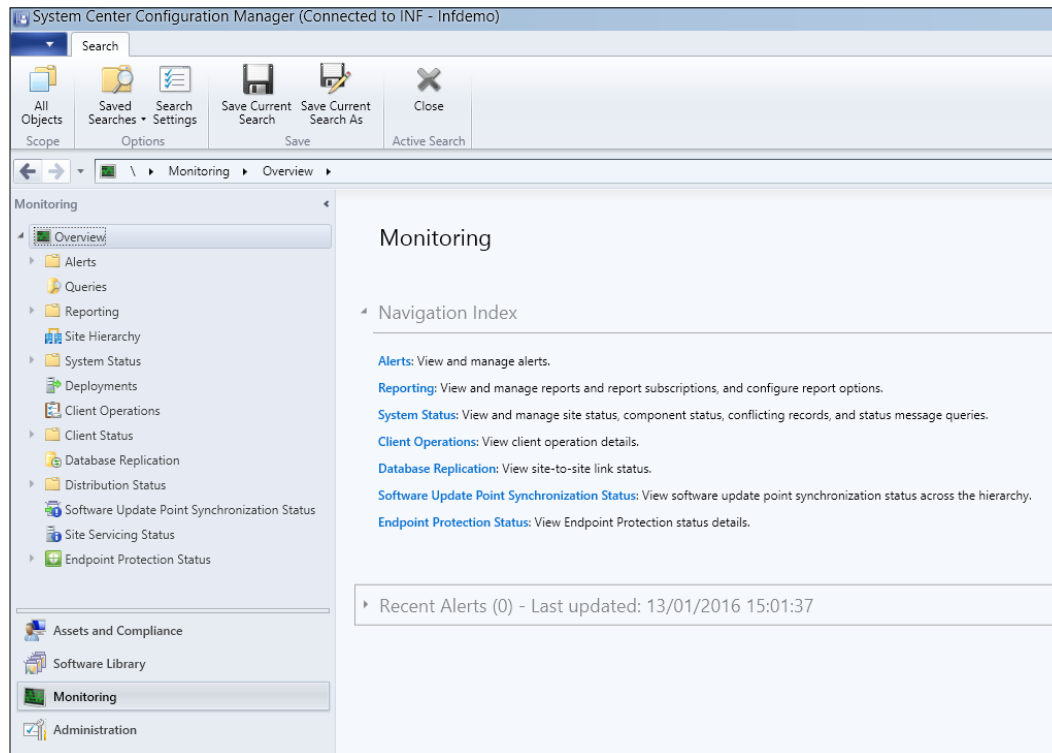 System Center Configuration Manager (Connected to INF - Infdemo)
Search
All
Objects
Saved
Searches
Search
Settings
Save Current
Search
Save Current
Search As
Close
Scope
Options
Save
Active Search
\ Monitoring Overview
Monitoring
Overview
Alerts
Queries
Reporting
Site Hierarchy
System Status
Deployments
Client Operations
Client Status
Database Replication
Distribution Status
Software Update Point Synchronization Status
Site Servicing Status
Endpoint Protection Status
Assets and Compliance
Software Library
Monitoring
Administration
Monitoring
Navigation Index
Alerts: View and manage alerts.
Reporting: View and manage reports and report subscriptions, and configure report options.
System Status: View and manage site status, component status, conflicting records, and status message queries.
Client Operations: View client operation details.
Database Replication: View site-to-site link status.
Software Update Point Synchronization Status: View software update point synchronization status across the hierarchy.
Endpoint Protection Status: View Endpoint Protection status details.
Recent Alerts (0) - Last updated: 13/01/2016 15:01:37